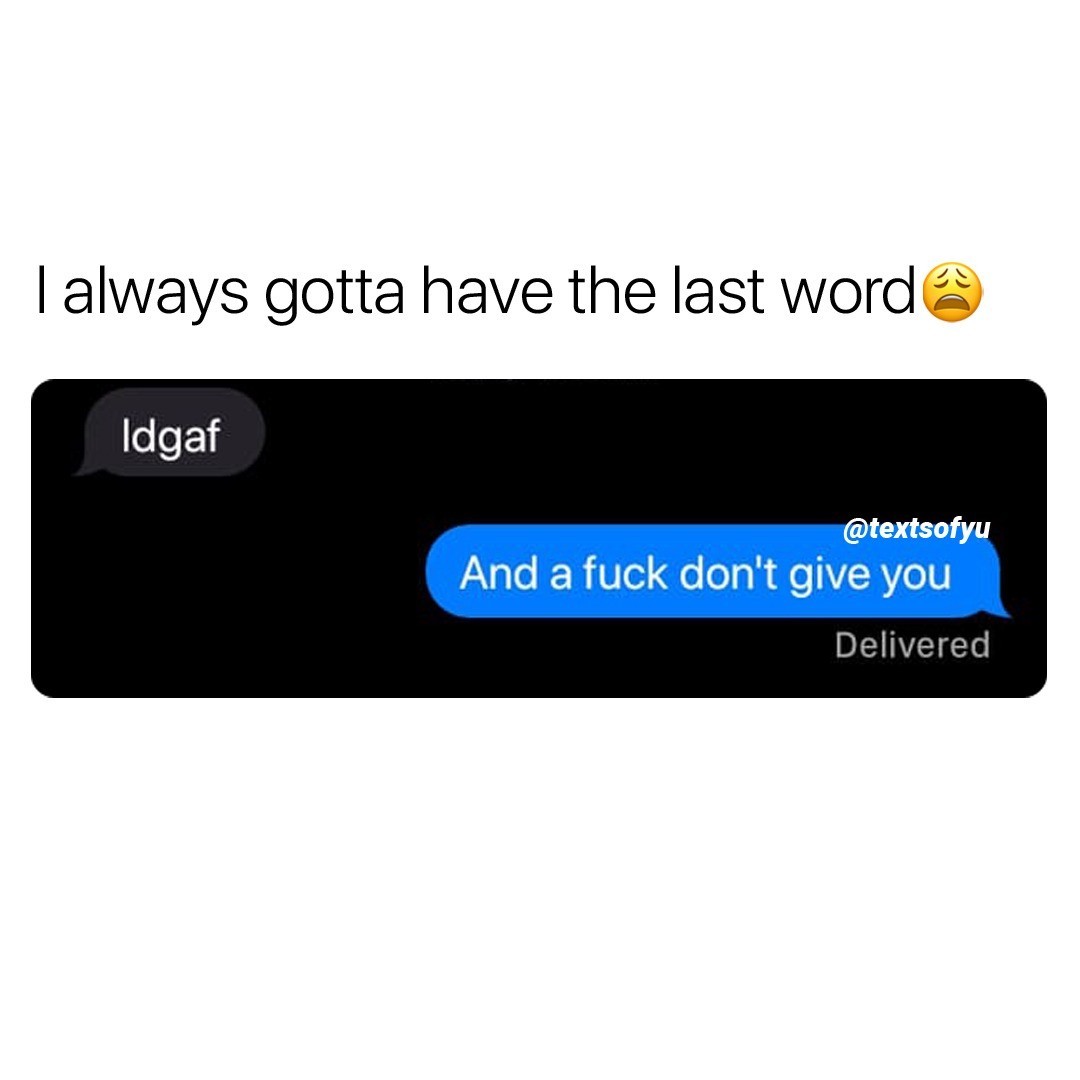 I always gotta have the last word😩
Idgaf
@textsofyu
And a fuck don't give you
Delivered